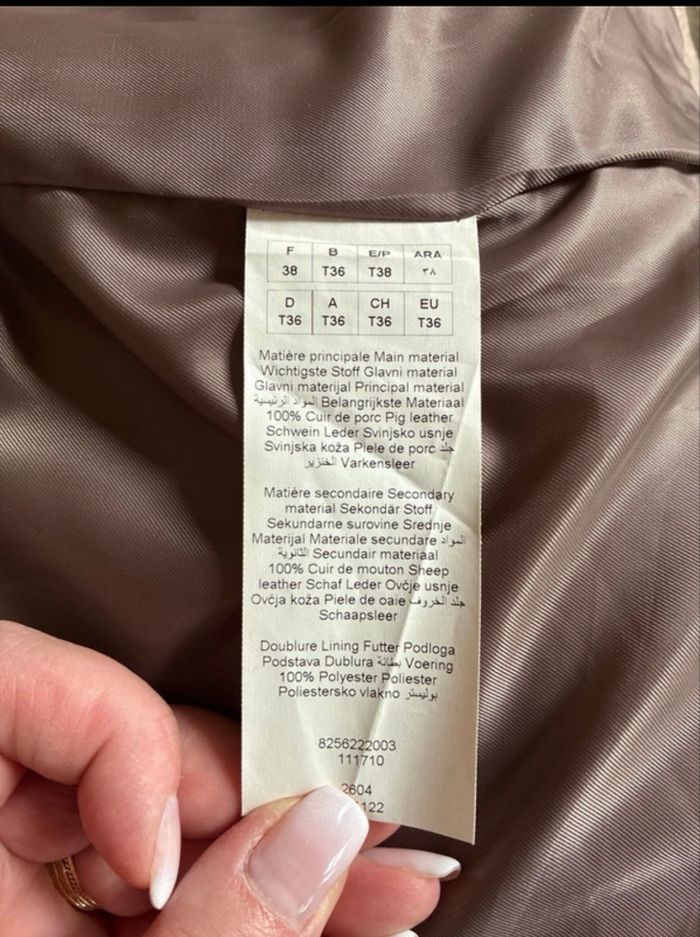 F B E/P ARA
38 T36 T38 ٣٨
D A CH EU
T36 T36 T36 T36
Matière principale Main material
Wichtigste Stoff Glavni material
Glavni materijal Principal material
المواد الرئيسية Belangrijkste Materiaal
100% Cuir de porc Pig leather
Schwein Leder Svinjsko usnje
Svinjska koža Piele de porc جلد
الخنزير Varkensleer
Matière secondaire Secondary
material Sekondär Stoff
Sekundarne surovine Srednje
Materijal Materiale secundare المواد
الثانوية Secundair materiaal
100% Cuir de mouton Sheep
leather Schaf Leder Ovčje usnje
Ovčja koža Piele de oaie جلد الخروف
Schaapsleer
Doublure Lining Futter Podloga
Podstava Dublura بطانة Voering
100% Polyester Poliester
Poliestersko vlakno بوليستر
8256222003
111710
2604
122